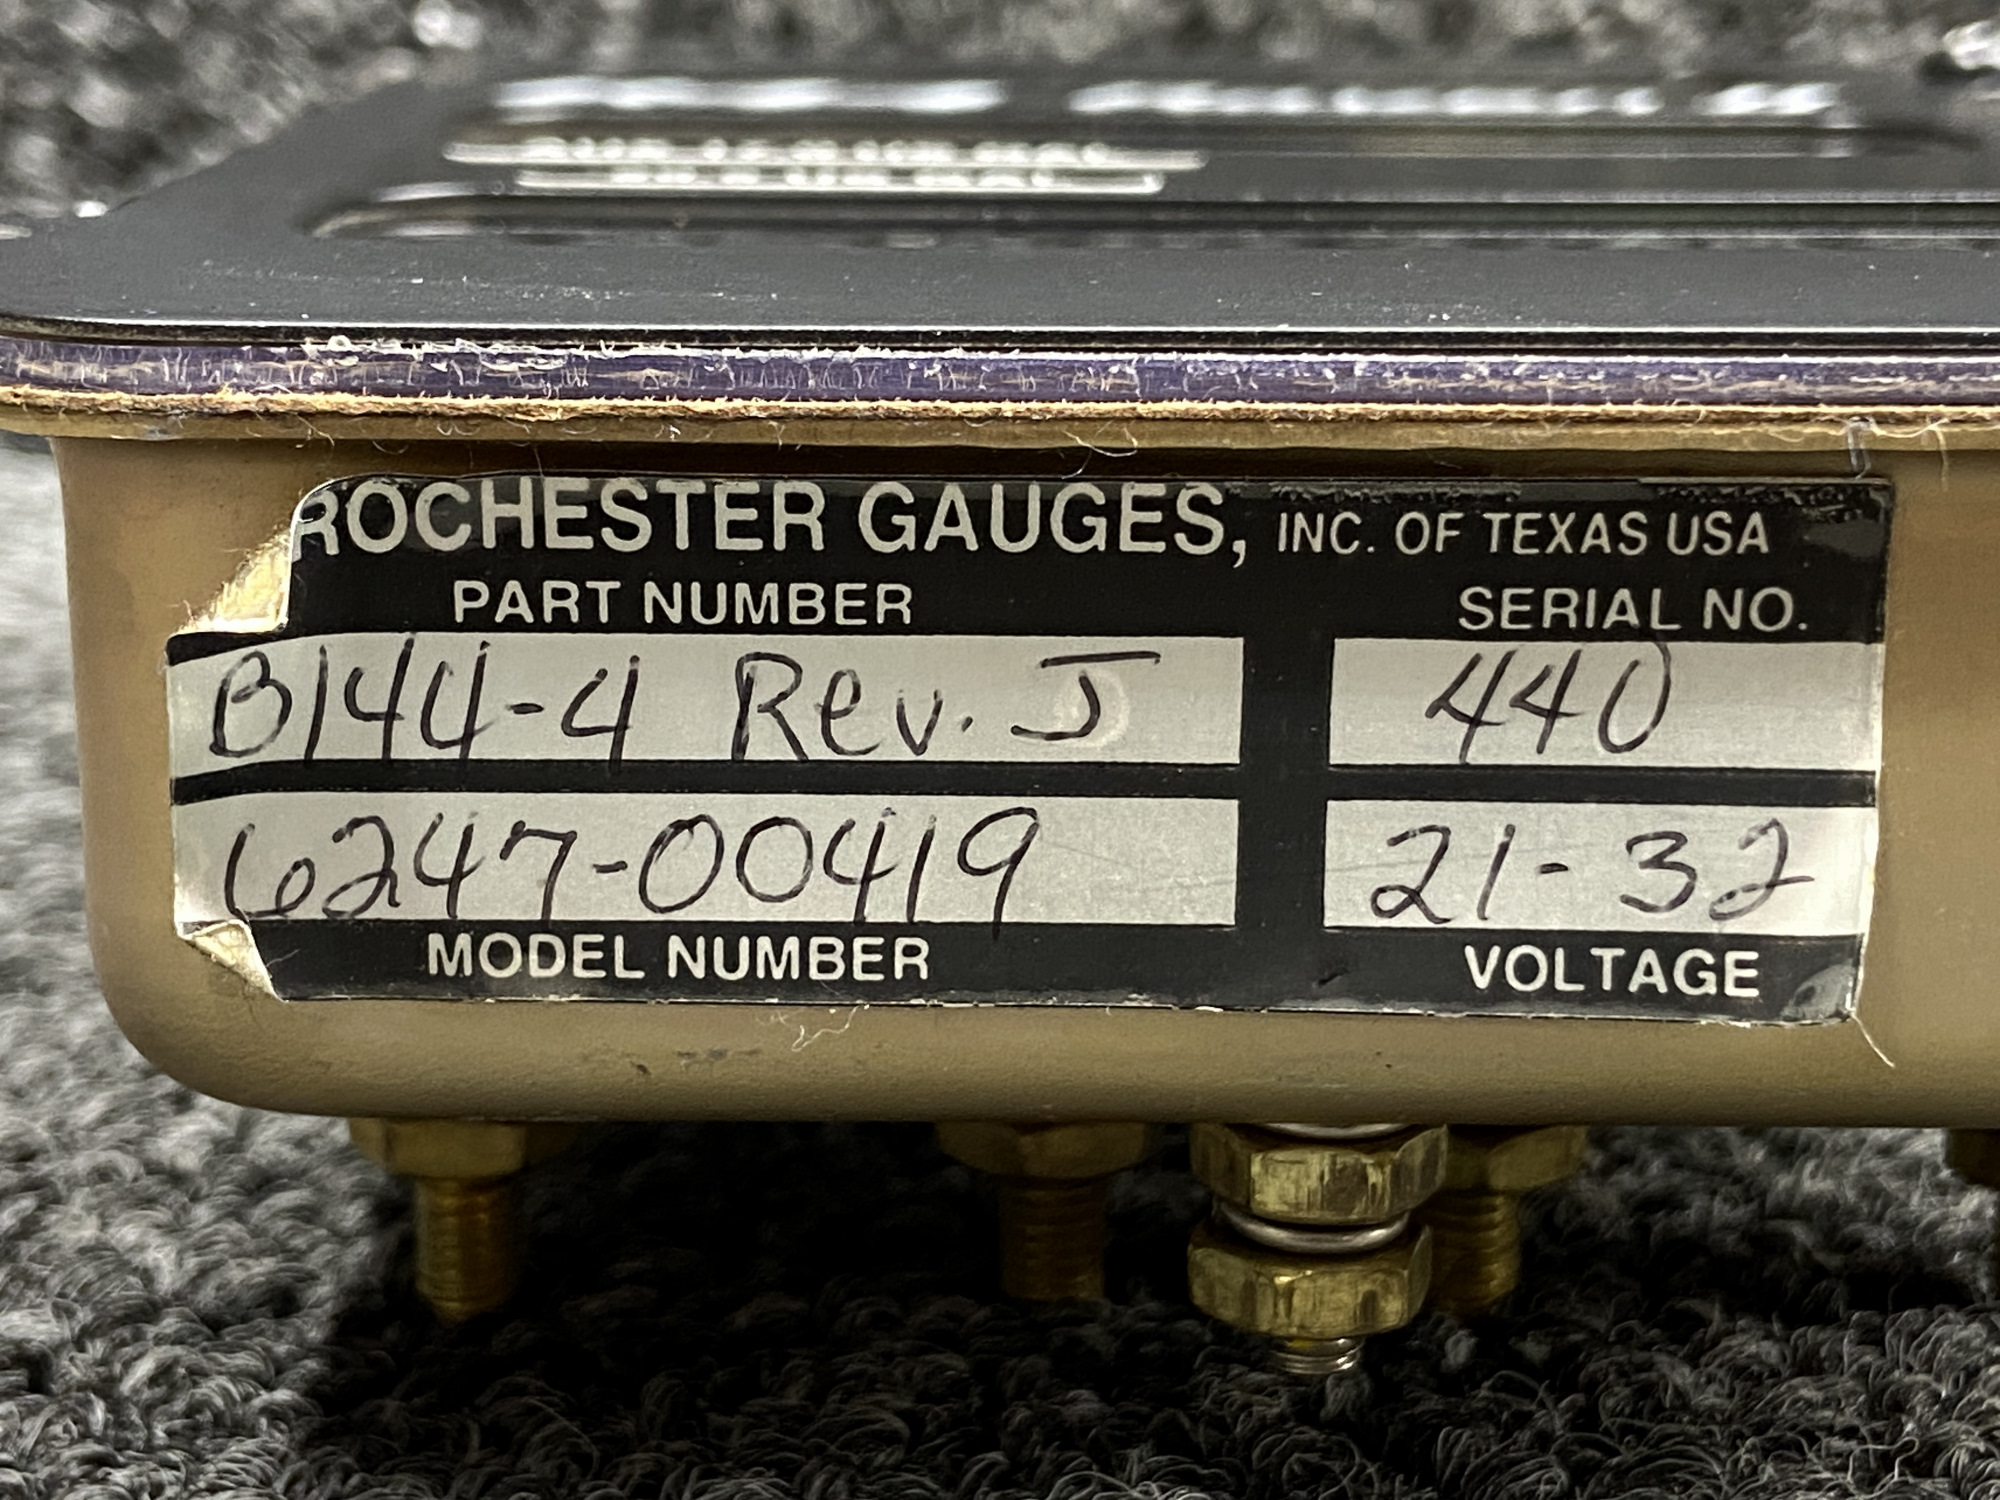 ROCHESTER GAUGES, INC. OF TEXAS USA
PART NUMBER SERIAL NO.
B144-4 Rev. J 440
6247-00419 21-32
MODEL NUMBER VOLTAGE